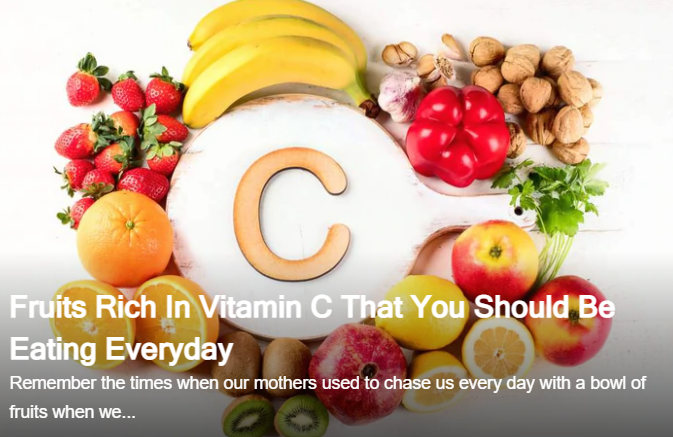 C
Fruits Rich In Vitamin C That You Should Be
Eating Everyday
Remember the times when our mothers used to chase us every day with a bowl of
fruits when we...